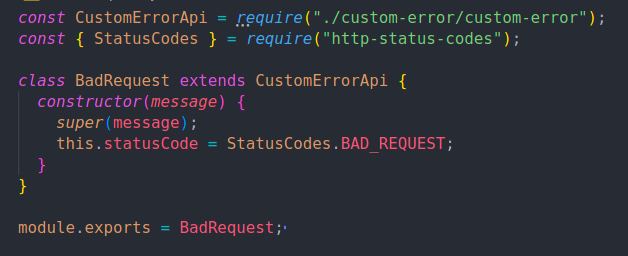 const CustomErrorApi = require("./custom-error/custom-error");
const { StatusCodes } = require("http-status-codes");
class BadRequest extends CustomErrorApi {
constructor(message) {
super(message);
this.statusCode = StatusCodes.BAD_REQUEST;
}
}
module.exports = BadRequest;